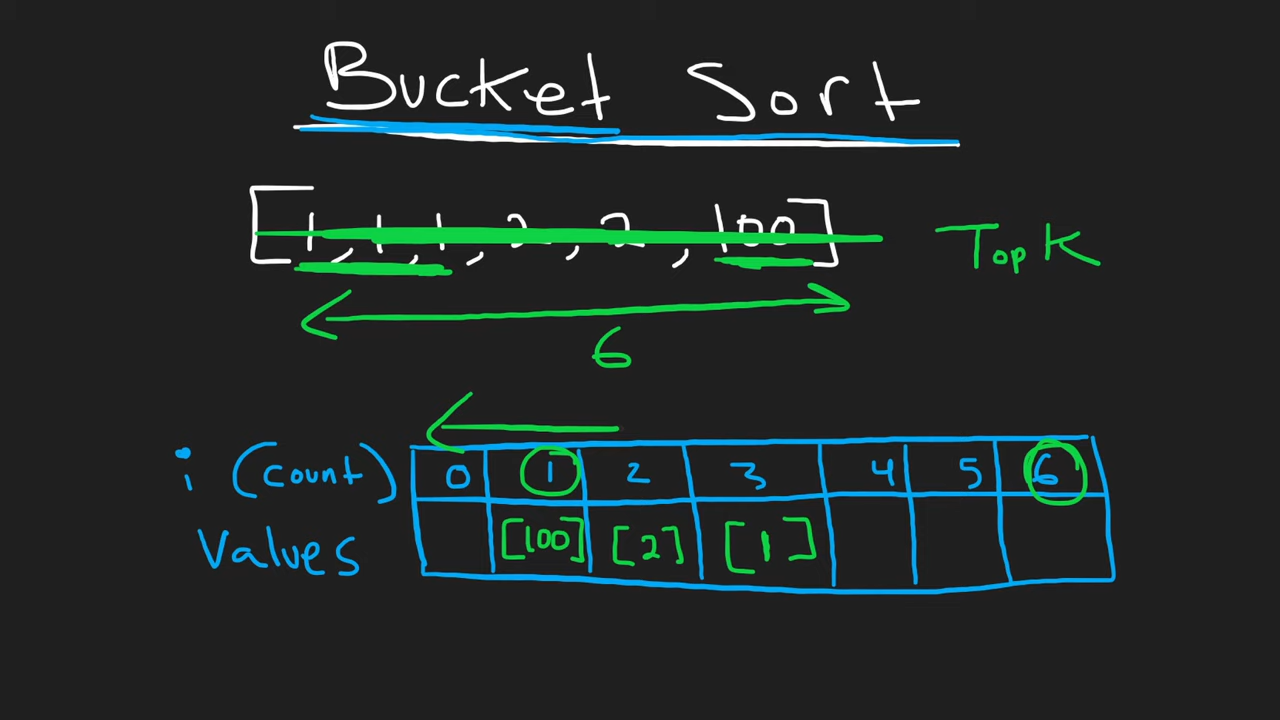 Bucket Sort
[1, 1, 1, 2, 2, 100]
Top K
6
i (count) 0 1 2 3 4 5 6
Values [100] [2] [1]